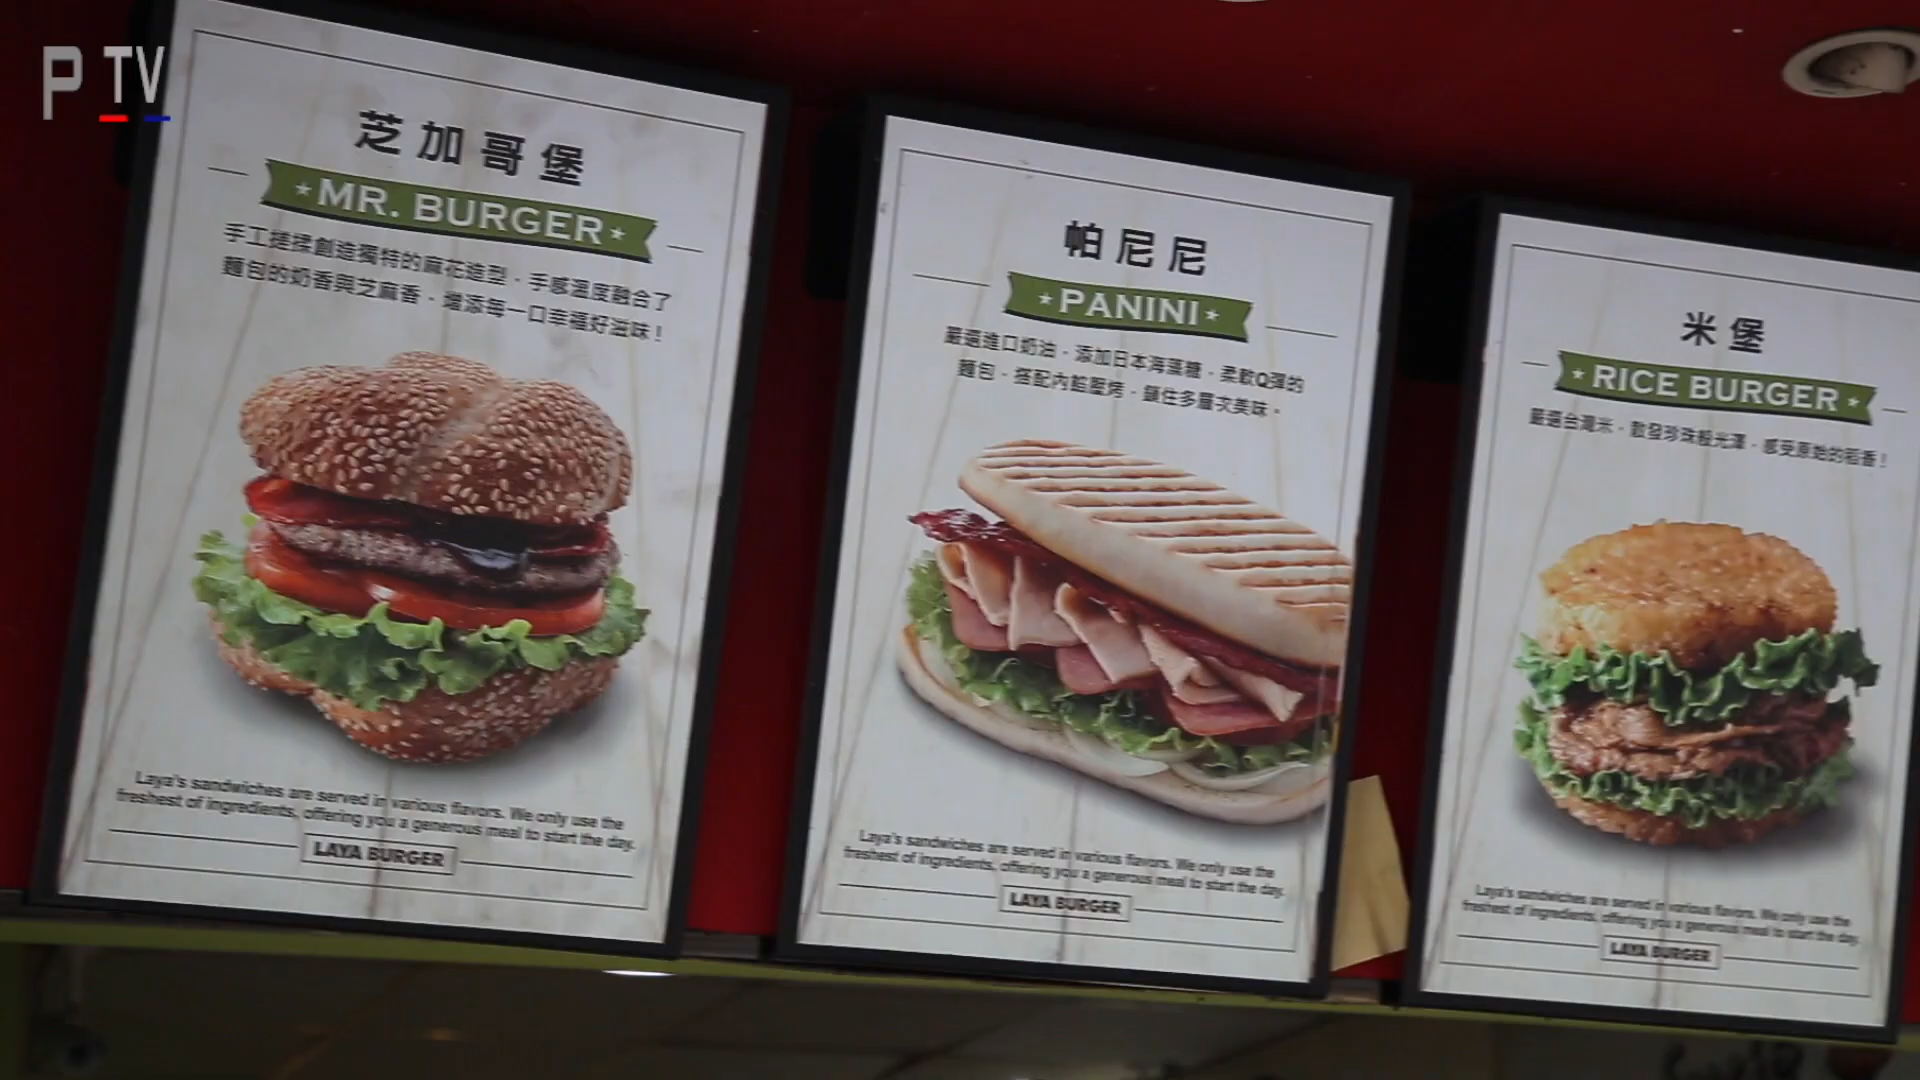 P TV
芝加哥堡
MR. BURGER
手工搓揉創造獨特的麻花造型，手感溫度融合了
麵包的奶香與芝麻香，增添每一口幸福好滋味！
Laya's sandwiches are served in various flavors. We only use the
freshest of ingredients, offering you a generous meal to start the day.
LAYA BURGER
帕尼尼
PANINI
嚴選進口奶油，添加日本海藻糖，柔軟Q彈的
麵包，搭配內餡壓烤，鎖住多層次美味。
Laya's sandwiches are served in various flavors. We only use the
freshest of ingredients, offering you a generous meal to start the day.
LAYA BURGER
米堡
RICE BURGER
嚴選台灣米，散發珍珠般光澤，感受原始的稻香！
Laya's sandwiches are served in various flavors. We only use the
freshest of ingredients, offering you a generous meal to start the day.
LAYA BURGER